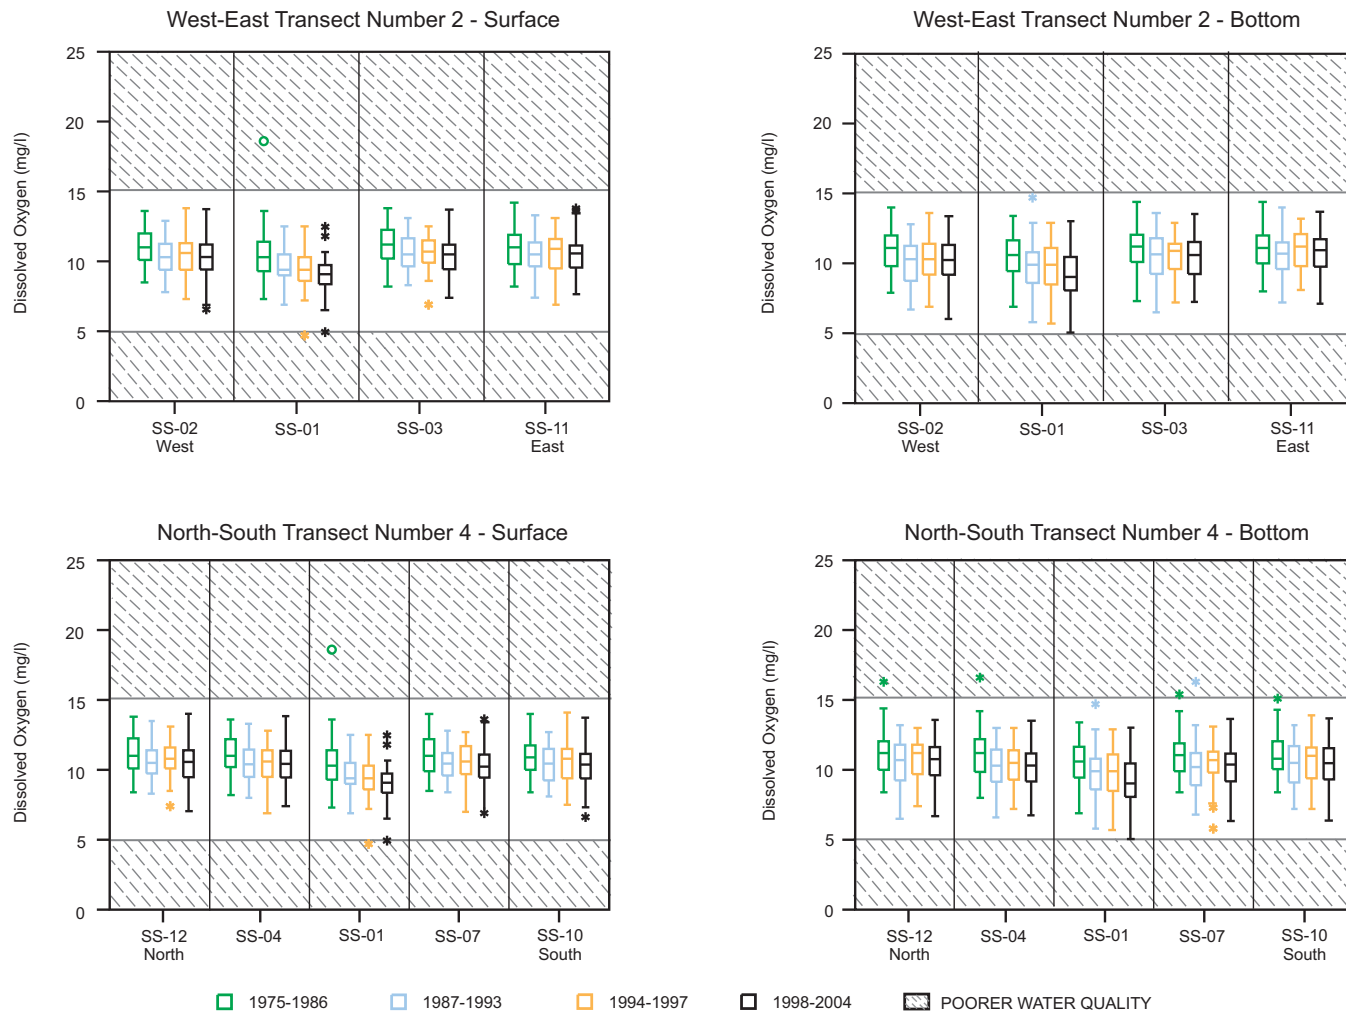 West-East Transect Number 2 - Surface
Dissolved Oxygen (mg/l)
25
20
15
10
5
0
SS-02
West
SS-01
SS-03
SS-11
East
West-East Transect Number 2 - Bottom
Dissolved Oxygen (mg/l)
25
20
15
10
5
0
SS-02
West
SS-01
SS-03
SS-11
East
North-South Transect Number 4 - Surface
Dissolved Oxygen (mg/l)
25
20
15
10
5
0
SS-12
North
SS-04
SS-01
SS-07
SS-10
South
North-South Transect Number 4 - Bottom
Dissolved Oxygen (mg/l)
25
20
15
10
5
0
SS-12
North
SS-04
SS-01
SS-07
SS-10
South
1975-1986 1987-1993 1994-1997 1998-2004 POORER WATER QUALITY